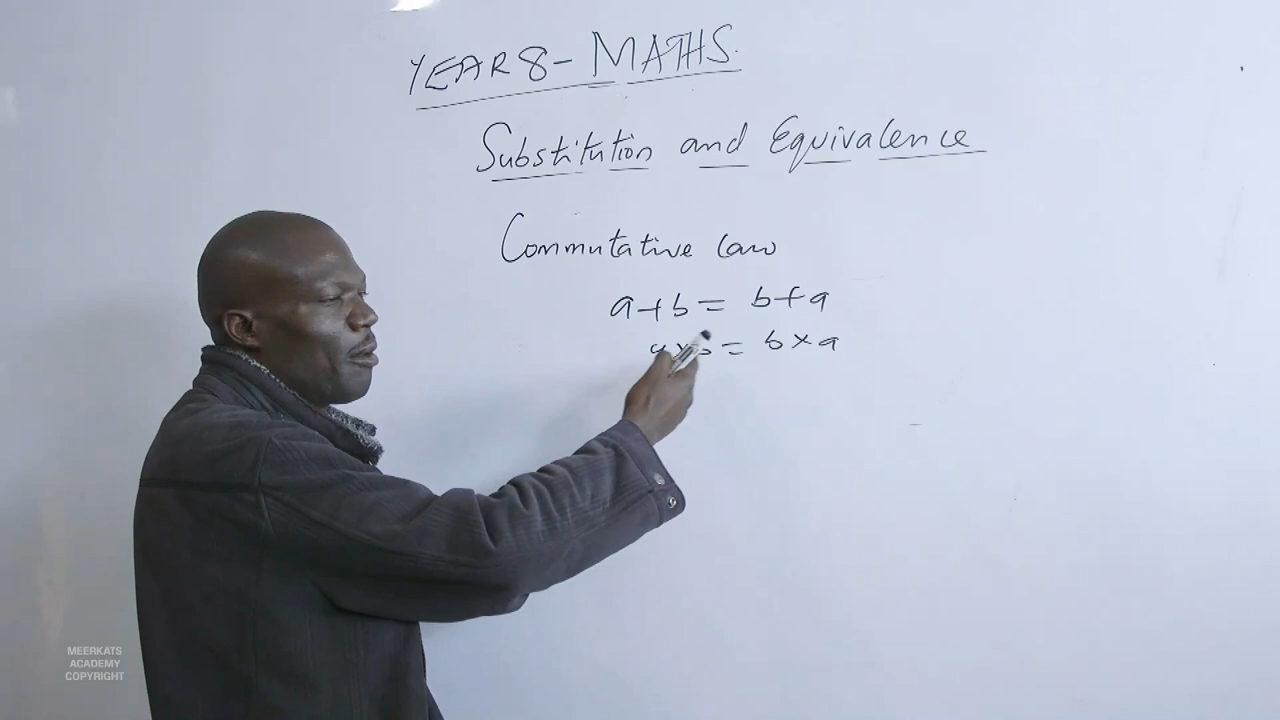 YEAR 8 - MATHS.
Substitution and Equivalence
Commutative law
a+b = b+a
a×b = b×a
MEERKATS
ACADEMY
COPYRIGHT